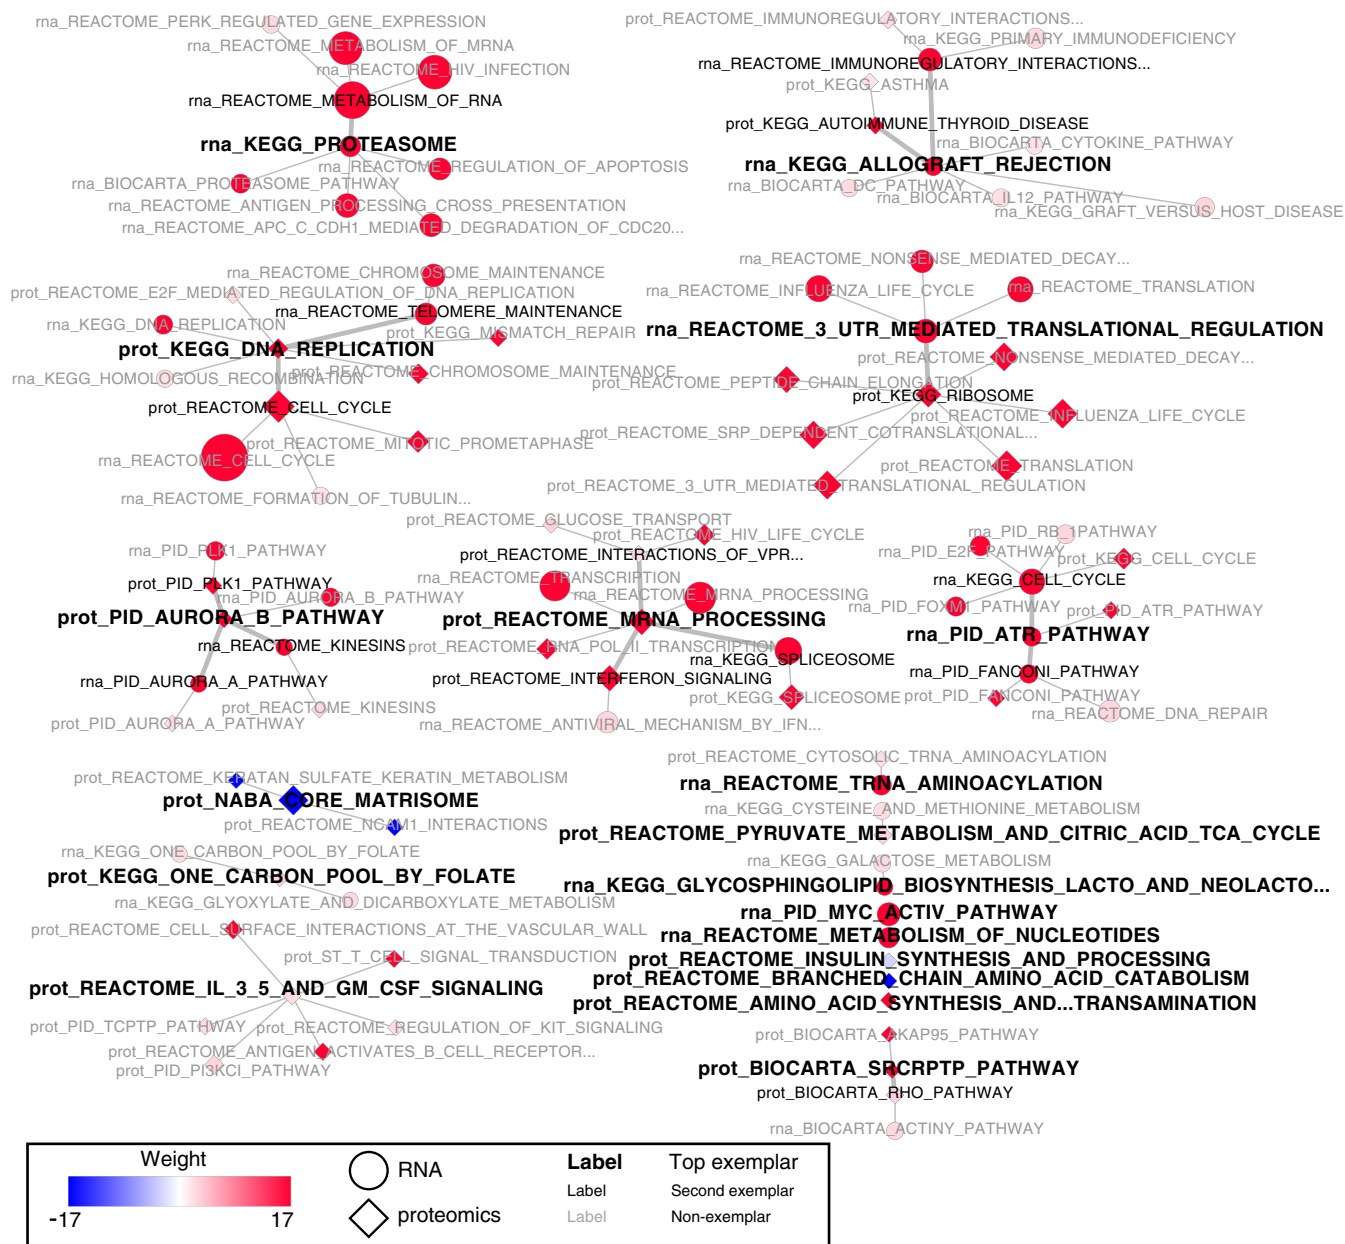 rna_REACTOME_PERK_REGULATED_GENE_EXPRESSION
rna_REACTOME_METABOLISM_OF_MRNA
rna_REACTOME_HIV_INFECTION
rna_REACTOME_METABOLISM_OF_RNA
rna_KEGG_PROTEASOME
rna_REACTOME_REGULATION_OF_APOPTOSIS
rna_BIOCARTA_PROTEASOME_PATHWAY
rna_REACTOME_ANTIGEN_PROCESSING_CROSS_PRESENTATION
rna_REACTOME_APC_C_CDH1_MEDIATED_DEGRADATION_OF_CDC20...
prot_REACTOME_IMMUNOREGULATORY_INTERACTIONS...
rna_KEGG_PRIMARY_IMMUNODEFICIENCY
rna_REACTOME_IMMUNOREGULATORY_INTERACTIONS...
prot_KEGG_ASTHMA
prot_KEGG_AUTOIMMUNE_THYROID_DISEASE
rna_BIOCARTA_CYTOKINE_PATHWAY
rna_KEGG_ALLOGRAFT_REJECTION
rna_BIOCARTA_DC_PATHWAY
rna_BIOCARTA_IL12_PATHWAY
rna_KEGG_GRAFT_VERSUS_HOST_DISEASE
rna_REACTOME_CHROMOSOME_MAINTENANCE
prot_REACTOME_E2F_MEDIATED_REGULATION_OF_DNA_REPLICATION
rna_REACTOME_TELOMERE_MAINTENANCE
rna_KEGG_DNA_REPLICATION
prot_KEGG_MISMATCH_REPAIR
prot_KEGG_DNA_REPLICATION
prot_REACTOME_CHROMOSOME_MAINTENANCE
rna_KEGG_HOMOLOGOUS_RECOMBINATION
prot_REACTOME_CELL_CYCLE
prot_REACTOME_MITOTIC_PROMETAPHASE
rna_REACTOME_CELL_CYCLE
rna_REACTOME_FORMATION_OF_TUBULIN...
rna_REACTOME_NONSENSE_MEDIATED_DECAY...
rna_REACTOME_INFLUENZA_LIFE_CYCLE
rna_REACTOME_TRANSLATION
rna_REACTOME_3_UTR_MEDIATED_TRANSLATIONAL_REGULATION
prot_REACTOME_NONSENSE_MEDIATED_DECAY...
prot_REACTOME_PEPTIDE_CHAIN_ELONGATION
prot_KEGG_RIBOSOME
prot_REACTOME_INFLUENZA_LIFE_CYCLE
prot_REACTOME_SRP_DEPENDENT_COTRANSLATIONAL...
prot_REACTOME_TRANSLATION
prot_REACTOME_3_UTR_MEDIATED_TRANSLATIONAL_REGULATION
rna_PID_PLK1_PATHWAY
prot_PID_PLK1_PATHWAY
rna_PID_AURORA_B_PATHWAY
prot_PID_AURORA_B_PATHWAY
rna_REACTOME_KINESINS
rna_PID_AURORA_A_PATHWAY
prot_REACTOME_KINESINS
prot_PID_AURORA_A_PATHWAY
prot_REACTOME_GLUCOSE_TRANSPORT
prot_REACTOME_HIV_LIFE_CYCLE
prot_REACTOME_INTERACTIONS_OF_VPR...
rna_REACTOME_TRANSCRIPTION
rna_REACTOME_MRNA_PROCESSING
prot_REACTOME_MRNA_PROCESSING
prot_REACTOME_RNA_POL_II_TRANSCRIPTION
rna_KEGG_SPLICEOSOME
prot_REACTOME_INTERFERON_SIGNALING
prot_KEGG_SPLICEOSOME
rna_REACTOME_ANTIVIRAL_MECHANISM_BY_IFN...
rna_PID_RB_1PATHWAY
rna_PID_E2F_PATHWAY
prot_KEGG_CELL_CYCLE
rna_KEGG_CELL_CYCLE
rna_PID_FOXM1_PATHWAY
prot_PID_ATR_PATHWAY
rna_PID_ATR_PATHWAY
rna_PID_FANCONI_PATHWAY
prot_PID_FANCONI_PATHWAY
rna_REACTOME_DNA_REPAIR
prot_REACTOME_KERATAN_SULFATE_KERATIN_METABOLISM
prot_NABA_CORE_MATRISOME
prot_REACTOME_NCAM1_INTERACTIONS
rna_KEGG_ONE_CARBON_POOL_BY_FOLATE
prot_KEGG_ONE_CARBON_POOL_BY_FOLATE
rna_KEGG_GLYOXYLATE_AND_DICARBOXYLATE_METABOLISM
prot_REACTOME_CELL_SURFACE_INTERACTIONS_AT_THE_VASCULAR_WALL
prot_ST_T_CELL_SIGNAL_TRANSDUCTION
prot_REACTOME_IL_3_5_AND_GM_CSF_SIGNALING
prot_PID_TCPTP_PATHWAY
prot_REACTOME_REGULATION_OF_KIT_SIGNALING
prot_REACTOME_ANTIGEN_ACTIVATES_B_CELL_RECEPTOR...
prot_PID_PI3KCI_PATHWAY
prot_REACTOME_CYTOSOLIC_TRNA_AMINOACYLATION
rna_REACTOME_TRNA_AMINOACYLATION
rna_KEGG_CYSTEINE_AND_METHIONINE_METABOLISM
prot_REACTOME_PYRUVATE_METABOLISM_AND_CITRIC_ACID_TCA_CYCLE
rna_KEGG_GALACTOSE_METABOLISM
rna_KEGG_GLYCOSPHINGOLIPID_BIOSYNTHESIS_LACTO_AND_NEOLACTO...
rna_PID_MYC_ACTIV_PATHWAY
rna_REACTOME_METABOLISM_OF_NUCLEOTIDES
prot_REACTOME_INSULIN_SYNTHESIS_AND_PROCESSING
prot_REACTOME_BRANCHED_CHAIN_AMINO_ACID_CATABOLISM
prot_REACTOME_AMINO_ACID_SYNTHESIS_AND...TRANSAMINATION
prot_BIOCARTA_AKAP95_PATHWAY
prot_BIOCARTA_SRCRPTP_PATHWAY
prot_BIOCARTA_RHO_PATHWAY
rna_BIOCARTA_ACTINY_PATHWAY
Weight
-17 17
RNA
proteomics
Label Top exemplar
Label Second exemplar
Label Non-exemplar